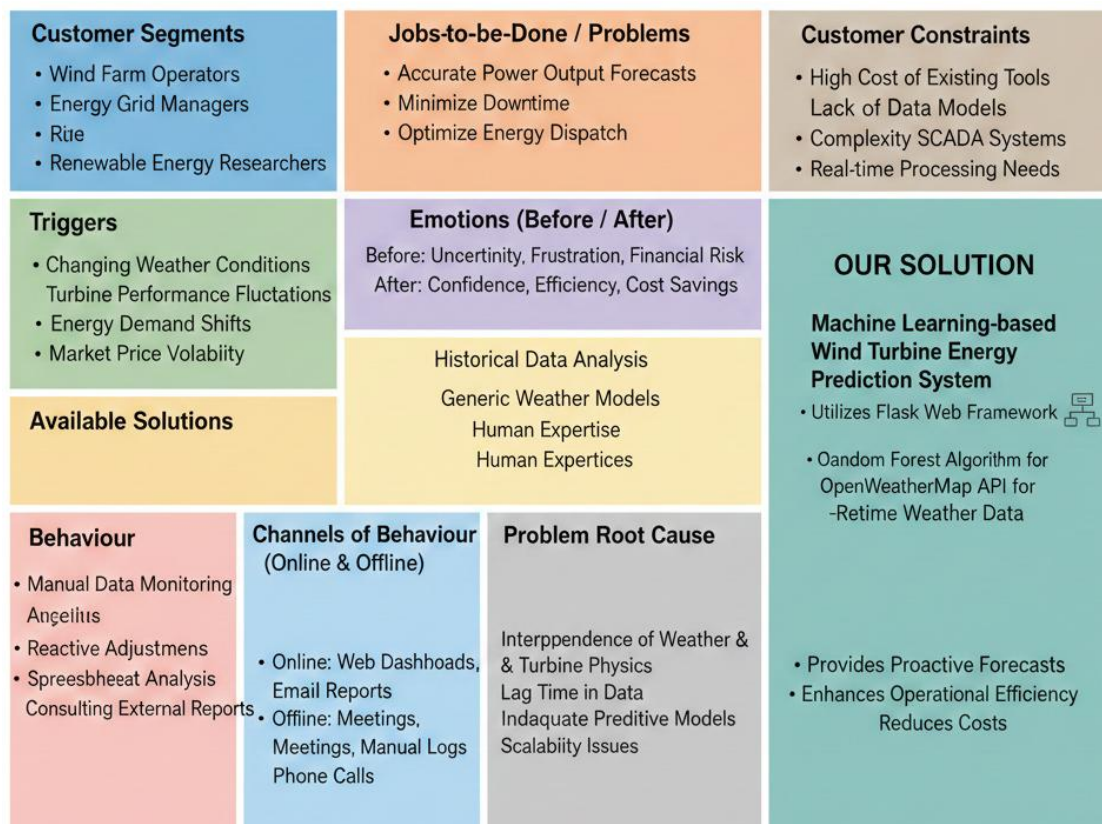 Customer Segments
• Wind Farm Operators
• Energy Grid Managers
•
• Renewable Energy Researchers
Jobs-to-be-Done / Problems
• Accurate Power Output Forecasts
• Minimize Downtime
• Optimize Energy Dispatch
Customer Constraints
• High Cost of Existing Tools
Lack of Data Models
• Complexity SCADA Systems
• Real-time Processing Needs
Triggers
• Changing Weather Conditions
Turbine Performance Fluctations
• Energy Demand Shifts
• Market Price Volabiity
Emotions (Before / After)
Before: Uncertinity, Frustration, Financial Risk
After: Confidence, Efficiency, Cost Savings
Available Solutions
Historical Data Analysis
Generic Weather Models
Human Expertise
Human Expertices
OUR SOLUTION
Machine Learning-based
Wind Turbine Energy
Prediction System
• Utilizes Flask Web Framework
• Oandom Forest Algorithm for
OpenWeatherMap API for
-Retime Weather Data
• Provides Proactive Forecasts
• Enhances Operational Efficiency
Reduces Costs
Behaviour
• Manual Data Monitoring
• Reactive Adjustmens
• Spreesbheeat Analysis
Consulting External Reports
Channels of Behaviour
(Online & Offline)
• Online: Web Dashhoads,
Email Reports
• Offiine: Meetings,
Meetings, Manual Logs
Phone Calls
Problem Root Cause
Interppendence of Weather &
& Turbine Physics
Lag Time in Data
Indaquate Preditive Models
Scalabiity Issues